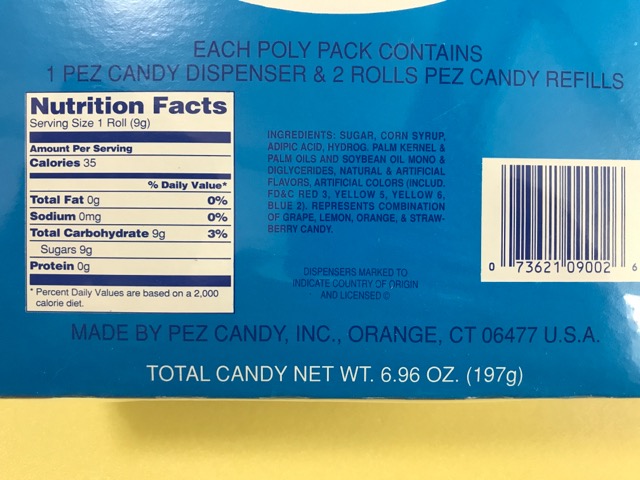 EACH POLY PACK CONTAINS
1 PEZ CANDY DISPENSER & 2 ROLLS PEZ CANDY REFILLS
Nutrition Facts
Serving Size 1 Roll (9g)
Amount Per Serving
Calories 35
% Daily Value*
Total Fat 0g 0%
Sodium 0mg 0%
Total Carbohydrate 9g 3%
Sugars 9g
Protein 0g
* Percent Daily Values are based on a 2,000
calorie diet.
INGREDIENTS: SUGAR, CORN SYRUP,
ADIPIC ACID, HYDROG. PALM KERNEL &
PALM OILS AND SOYBEAN OIL MONO &
DIGLYCERIDES, NATURAL & ARTIFICIAL
FLAVORS, ARTIFICIAL COLORS (INCLUD.
FD&C RED 3, YELLOW 5, YELLOW 6,
BLUE 2). REPRESENTS COMBINATION
OF GRAPE, LEMON, ORANGE, & STRAW-
BERRY CANDY.
DISPENSERS MARKED TO
INDICATE COUNTRY OF ORIGIN
AND LICENSED ©
0 73621 09002 6
MADE BY PEZ CANDY, INC., ORANGE, CT 06477 U.S.A.
TOTAL CANDY NET WT. 6.96 OZ. (197g)